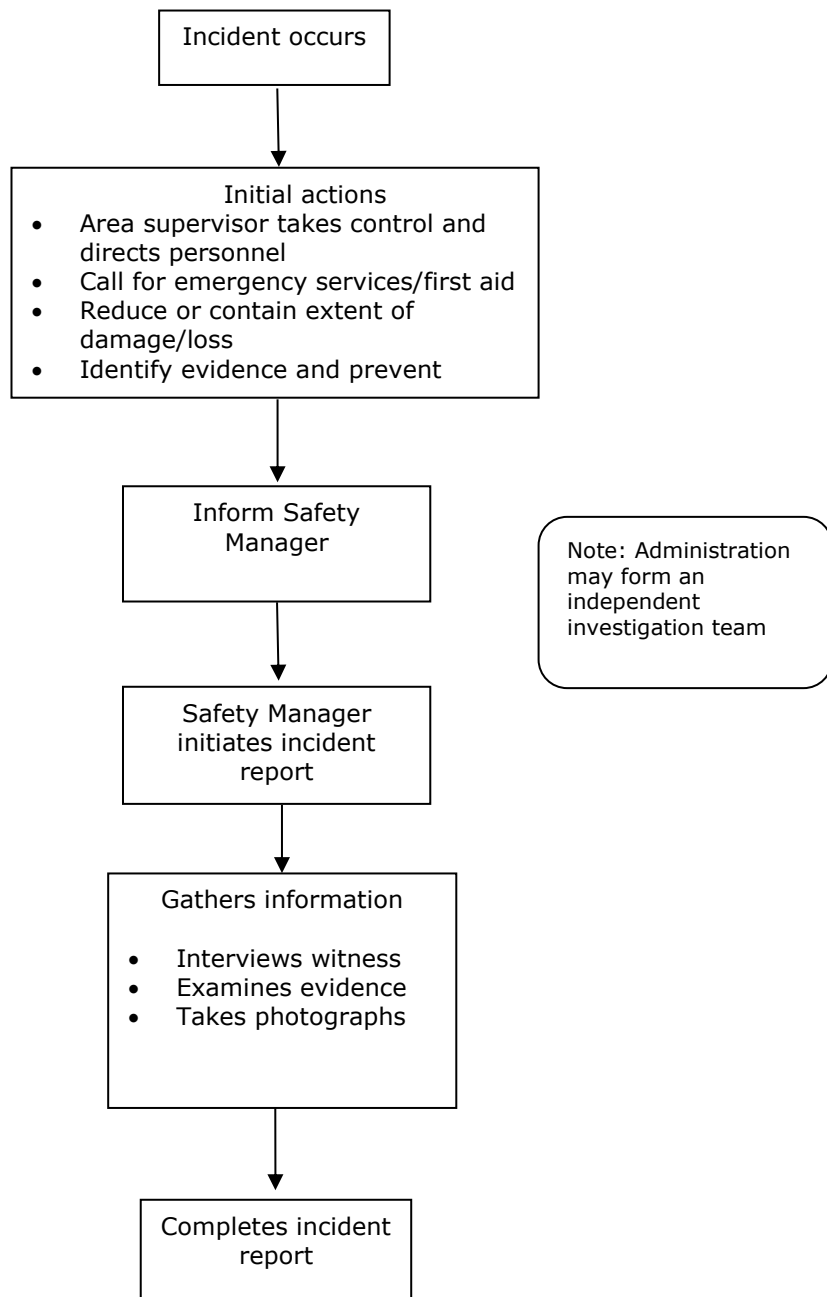 Incident occurs
Initial actions
• Area supervisor takes control and
directs personnel
• Call for emergency services/first aid
• Reduce or contain extent of
damage/loss
• Identify evidence and prevent
Inform Safety
Manager
Note: Administration
may form an
independent
investigation team
Safety Manager
initiates incident
report
Gathers information
• Interviews witness
• Examines evidence
• Takes photographs
Completes incident
report